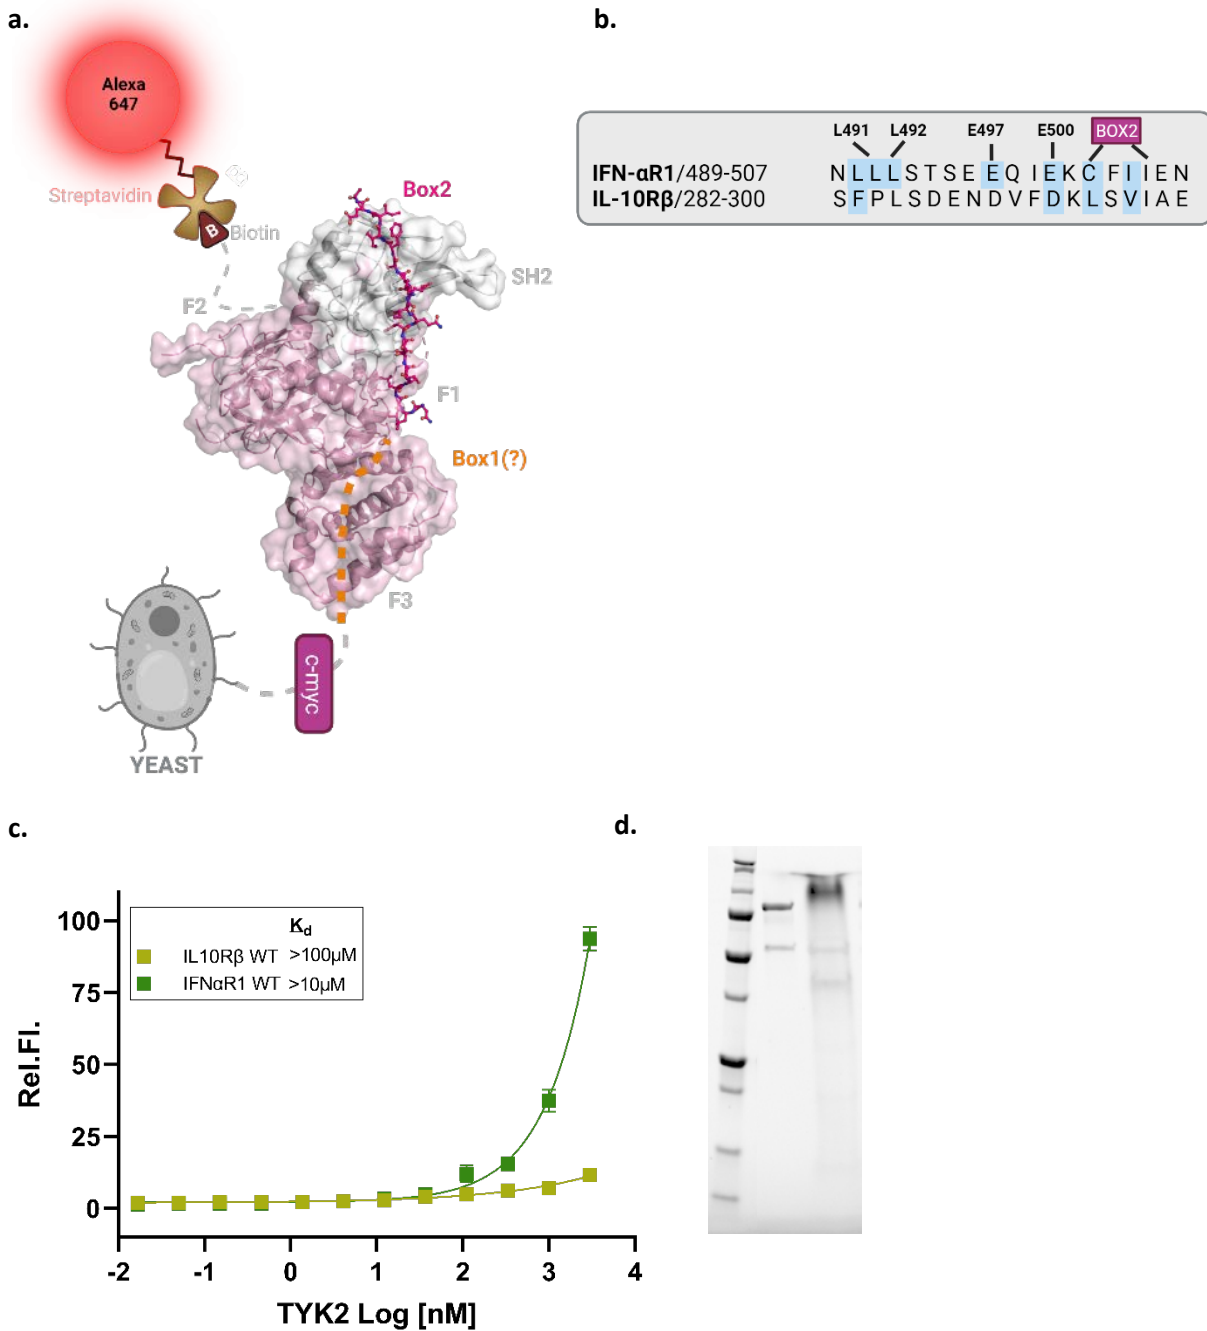 a.
b.
Alexa
647
Streptavidin
B
Biotin
F2
Box2
SH2
F1
Box1(?)
F3
c-myc
YEAST
L491 L492 E497 E500 BOX2
IFN-αR1/489-507 N L L L S T S E E Q I E K C F I I E N
IL-10Rβ/282-300 S F P L S D E N D V F D K L S V I A E
c.
d.
Rel.Fl.
100
75
50
25
0
Kd
IL10Rβ WT >100µM
IFNαR1 WT >10µM
-2 -1 0 1 2 3 4
TYK2 Log [nM]